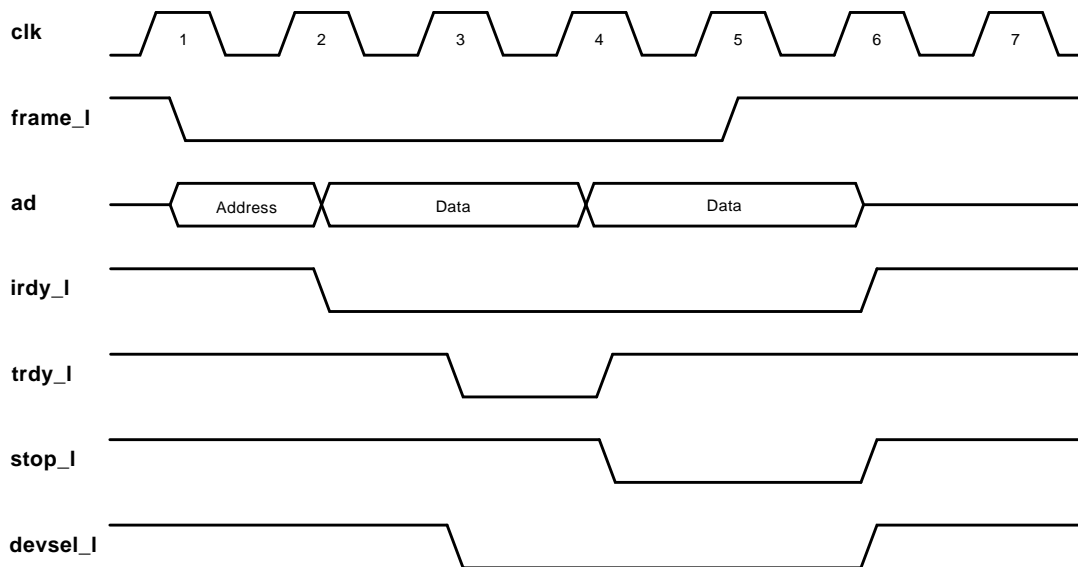 clk 1 2 3 4 5 6 7
frame_l
ad Address Data Data
irdy_l
trdy_l
stop_l
devsel_l